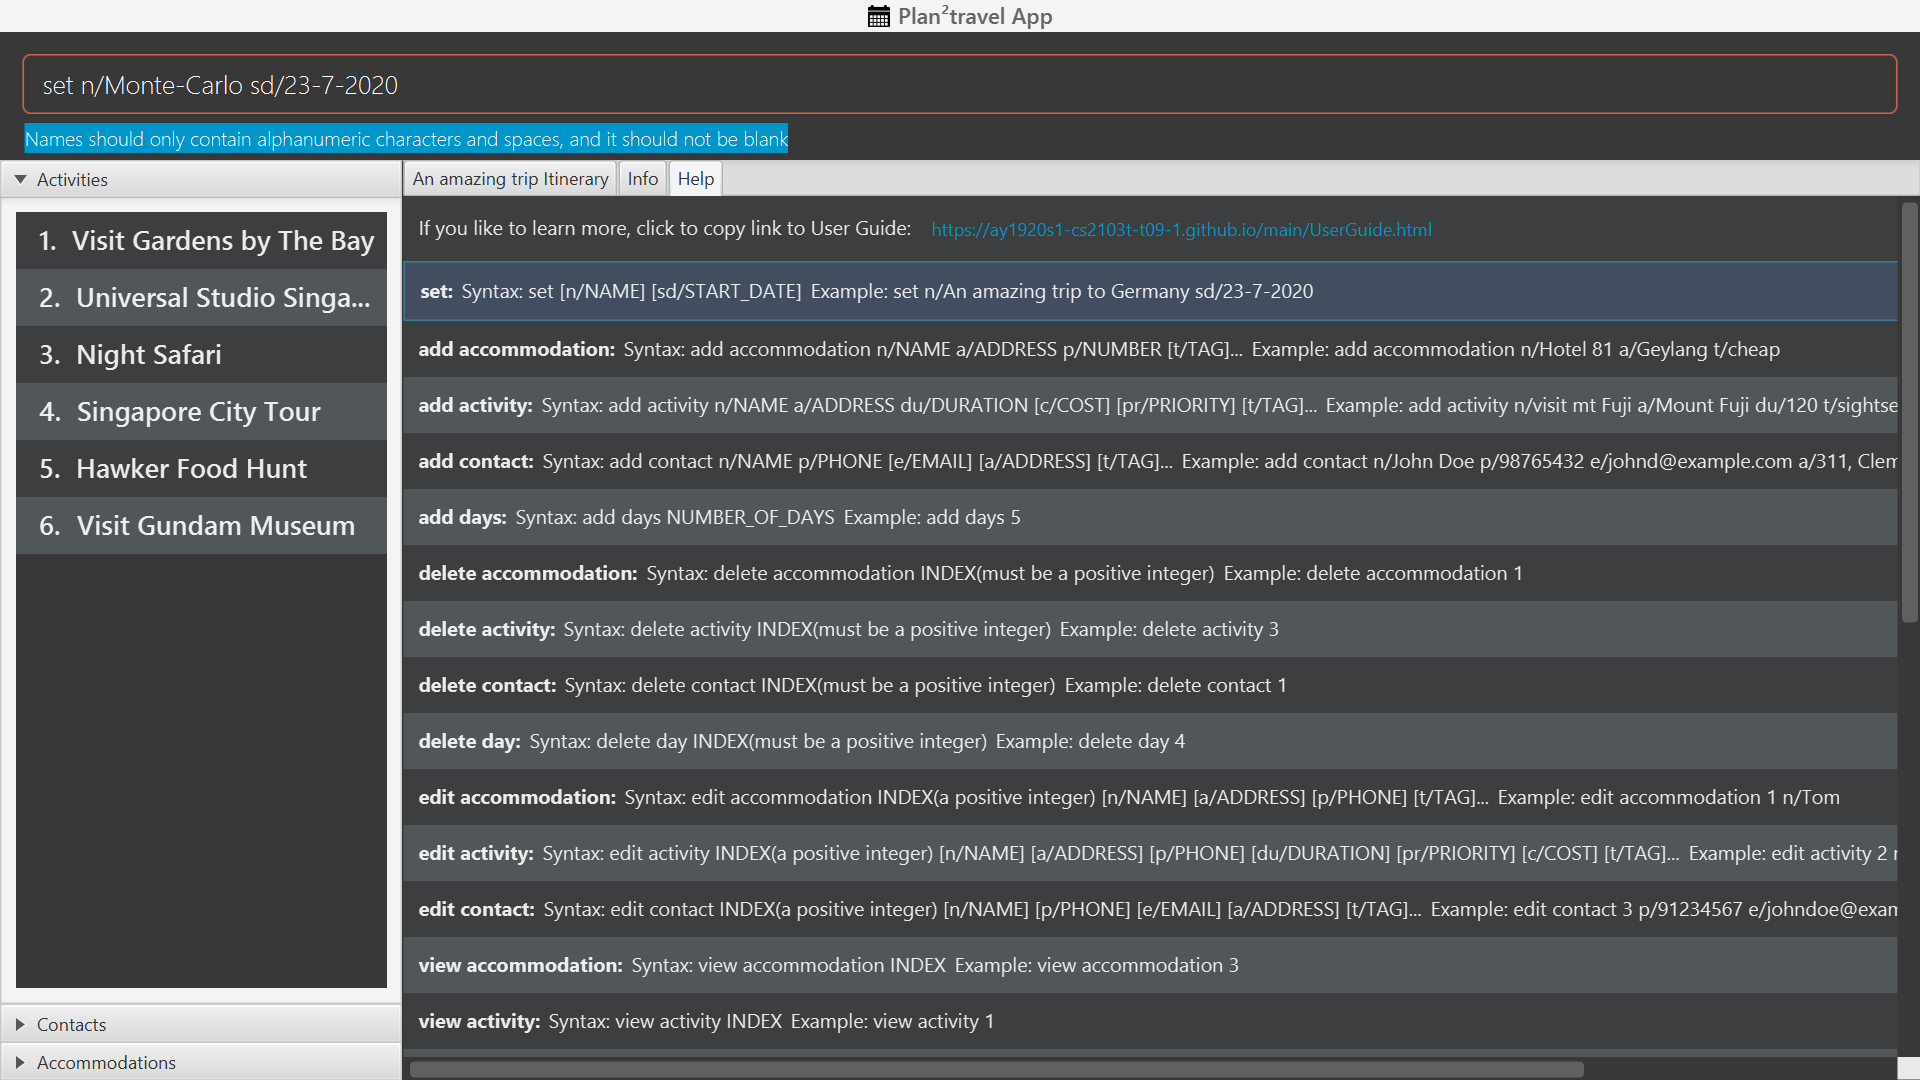 Plan²travel App
set n/Monte-Carlo sd/23-7-2020
Names should only contain alphanumeric characters and spaces, and it should not be blank
Activities
1. Visit Gardens by The Bay
2. Universal Studio Singa...
3. Night Safari
4. Singapore City Tour
5. Hawker Food Hunt
6. Visit Gundam Museum
Contacts
Accommodations
An amazing trip Itinerary Info Help
If you like to learn more, click to copy link to User Guide: https://ay1920s1-cs2103t-t09-1.github.io/main/UserGuide.html
set: Syntax: set [n/NAME] [sd/START_DATE] Example: set n/An amazing trip to Germany sd/23-7-2020
add accommodation: Syntax: add accommodation n/NAME a/ADDRESS p/NUMBER [t/TAG]... Example: add accommodation n/Hotel 81 a/Geylang t/cheap
add activity: Syntax: add activity n/NAME a/ADDRESS du/DURATION [c/COST] [pr/PRIORITY] [t/TAG]... Example: add activity n/visit mt Fuji a/Mount Fuji du/120 t/sightse
add contact: Syntax: add contact n/NAME p/PHONE [e/EMAIL] [a/ADDRESS] [t/TAG]... Example: add contact n/John Doe p/98765432 e/johnd@example.com a/311, Clem
add days: Syntax: add days NUMBER_OF_DAYS Example: add days 5
delete accommodation: Syntax: delete accommodation INDEX(must be a positive integer) Example: delete accommodation 1
delete activity: Syntax: delete activity INDEX(must be a positive integer) Example: delete activity 3
delete contact: Syntax: delete contact INDEX(must be a positive integer) Example: delete contact 1
delete day: Syntax: delete day INDEX(must be a positive integer) Example: delete day 4
edit accommodation: Syntax: edit accommodation INDEX(a positive integer) [n/NAME] [a/ADDRESS] [p/PHONE] [t/TAG]... Example: edit accommodation 1 n/Tom
edit activity: Syntax: edit activity INDEX(a positive integer) [n/NAME] [a/ADDRESS] [p/PHONE] [du/DURATION] [pr/PRIORITY] [c/COST] [t/TAG]... Example: edit activity 2
edit contact: Syntax: edit contact INDEX(a positive integer) [n/NAME] [p/PHONE] [e/EMAIL] [a/ADDRESS] [t/TAG]... Example: edit contact 3 p/91234567 e/johndoe@exam
view accommodation: Syntax: view accommodation INDEX Example: view accommodation 3
view activity: Syntax: view activity INDEX Example: view activity 1